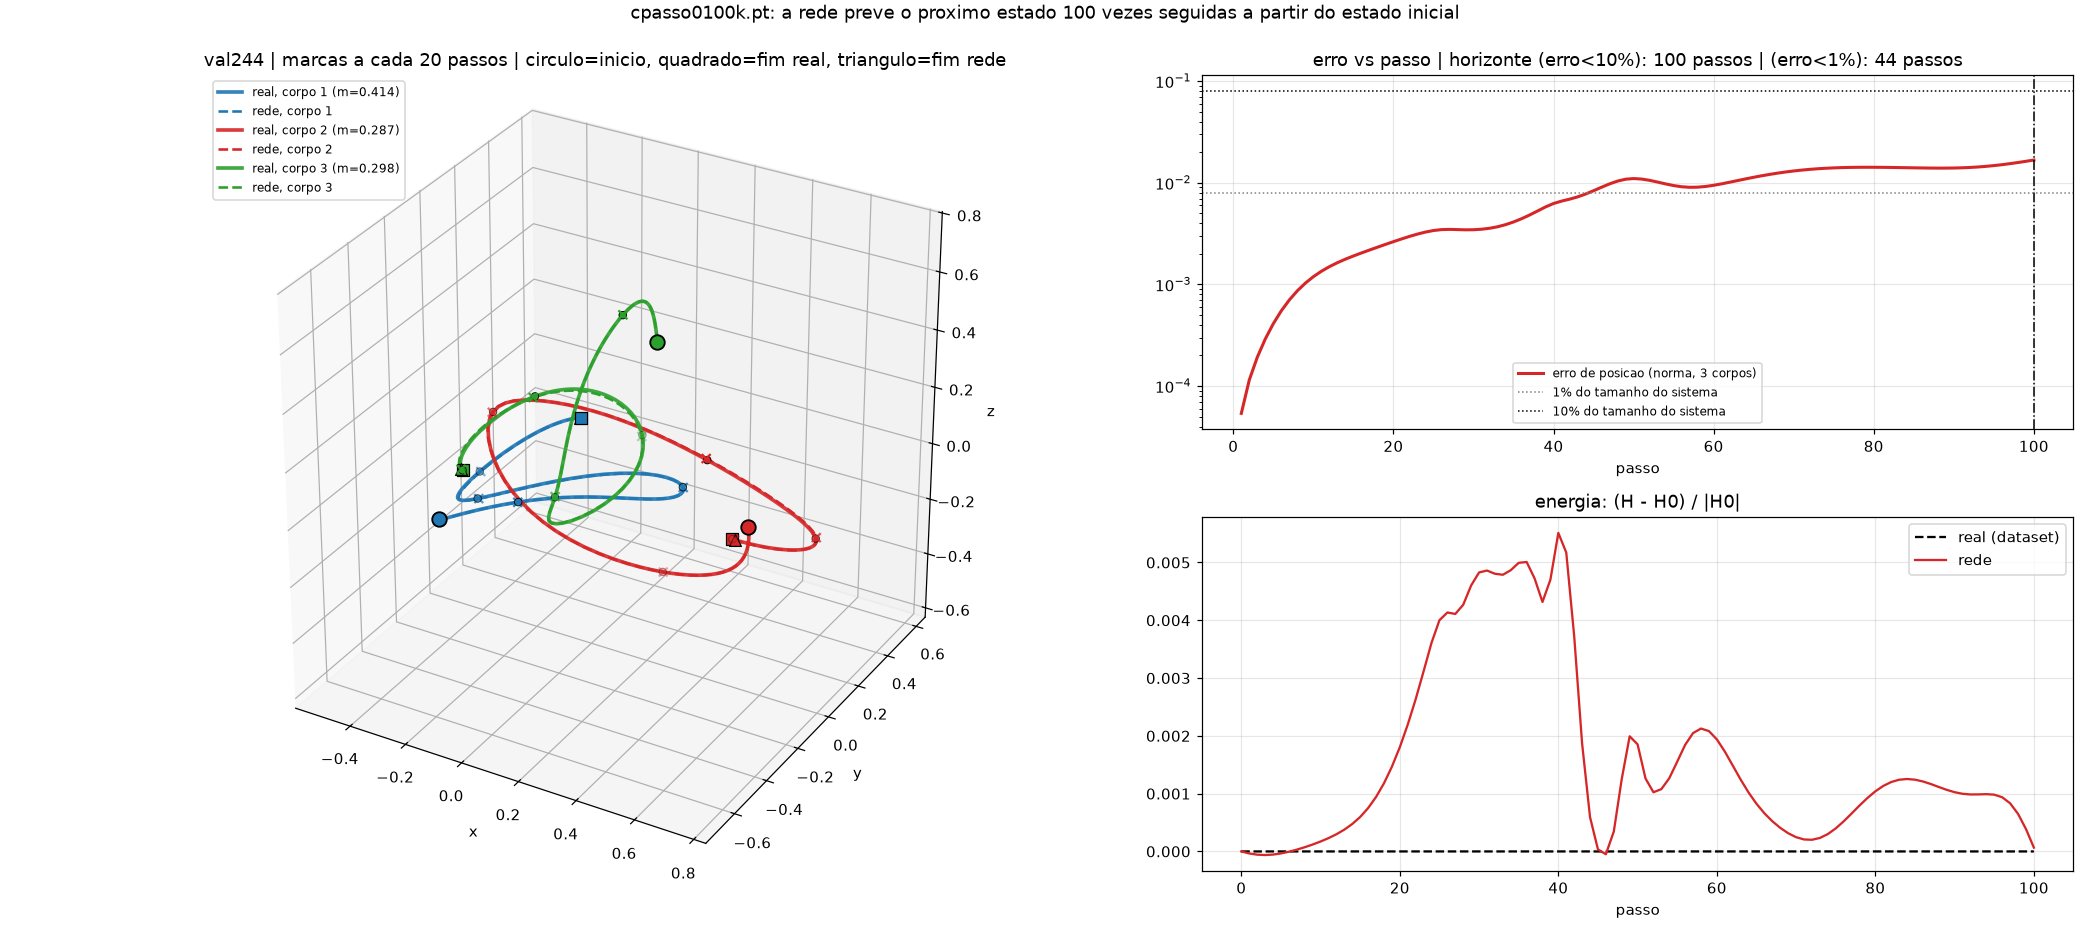 cpasso0100k.pt: a rede preve o proximo estado 100 vezes seguidas a partir do estado inicial
val244 | marcas a cada 20 passos | circulo=inicio, quadrado=fim real, triangulo=fim rede
real, corpo 1 (m=0.414)
rede, corpo 1
real, corpo 2 (m=0.287)
rede, corpo 2
real, corpo 3 (m=0.298)
rede, corpo 3
0.8
0.6
0.4
0.2
0.0
−0.2
−0.4
−0.6
z
0.6
0.4
0.2
0.0
−0.2
−0.4
−0.6
y
−0.4
−0.2
0.0
0.2
0.4
0.6
0.8
x
erro vs passo | horizonte (erro<10%): 100 passos | (erro<1%): 44 passos
10⁻¹
10⁻²
10⁻³
10⁻⁴
erro de posicao (norma, 3 corpos)
1% do tamanho do sistema
10% do tamanho do sistema
0 20 40 60 80 100
passo
energia: (H - H0) / |H0|
real (dataset)
rede
0.005
0.004
0.003
0.002
0.001
0.000
0 20 40 60 80 100
passo